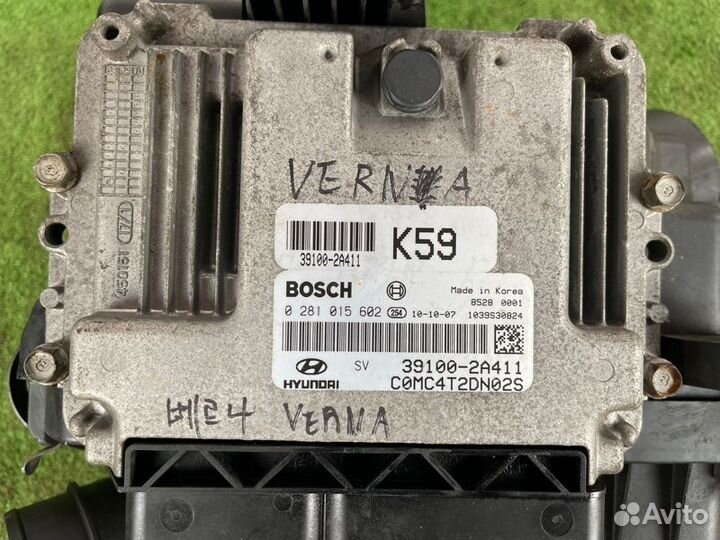 VERNA
39100-2A411
K59
BOSCH
Made in Korea
8528 0001
0 281 015 602 254 10-10-07 1039S30824
SV 39100-2A411
HYUNDAI C0MC4T2DN02S
베르나 VERNA
Avito